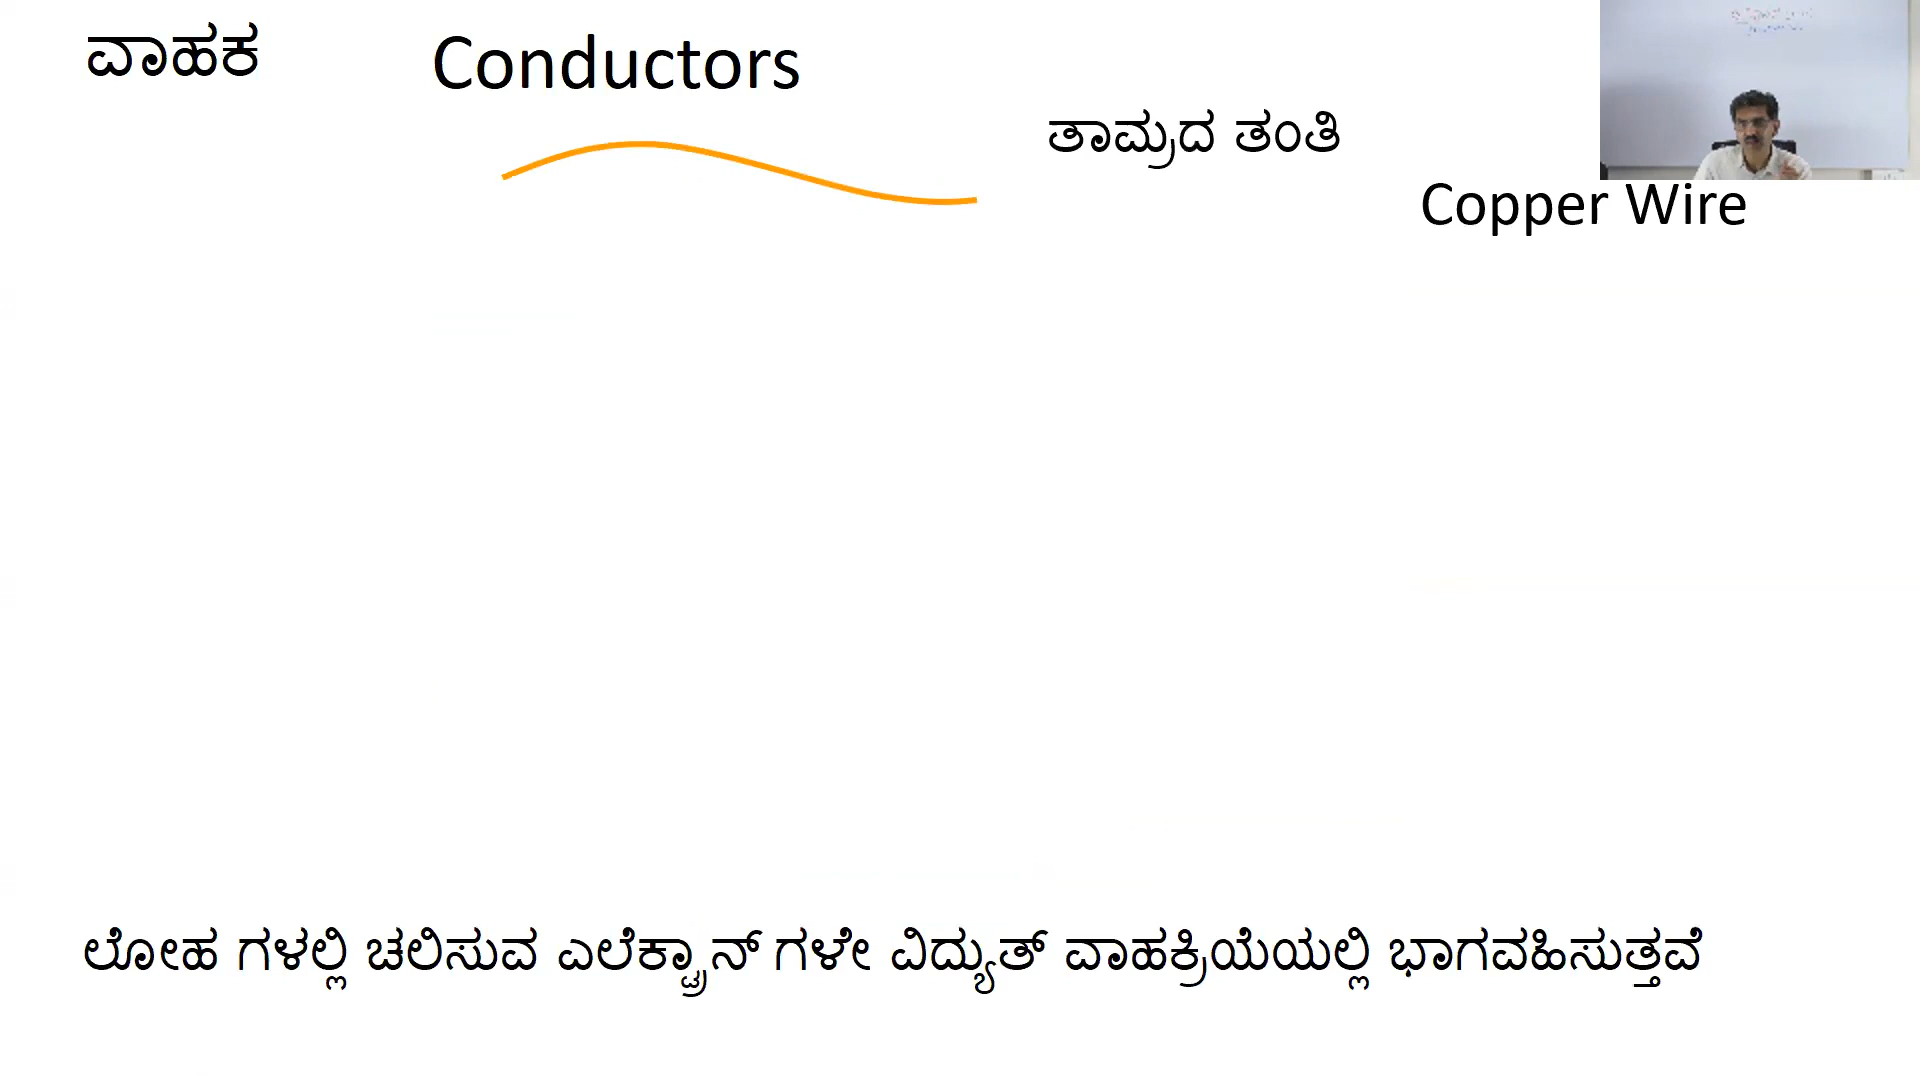 ವಾಹಕ Conductors
ತಾಮ್ರದ ತಂತಿ
Copper Wire
ಲೋಹ ಗಳಲ್ಲಿ ಚಲಿಸುವ ಎಲೆಕ್ಟ್ರಾನ್ ಗಳೇ ವಿದ್ಯುತ್ ವಾಹಕ್ರಿಯೆಯಲ್ಲಿ ಭಾಗವಹಿಸುತ್ತವೆ